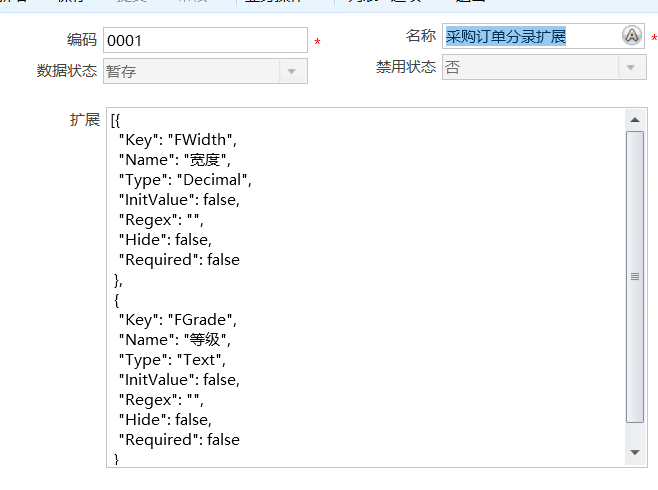 编码 0001 * 名称 采购订单分录扩展 *
数据状态 暂存 禁用状态 否
扩展 [{
"Key": "FWidth",
"Name": "宽度",
"Type": "Decimal",
"InitValue": false,
"Regex": "",
"Hide": false,
"Required": false
},
{
"Key": "FGrade",
"Name": "等级",
"Type": "Text",
"InitValue": false,
"Regex": "",
"Hide": false,
"Required": false
}